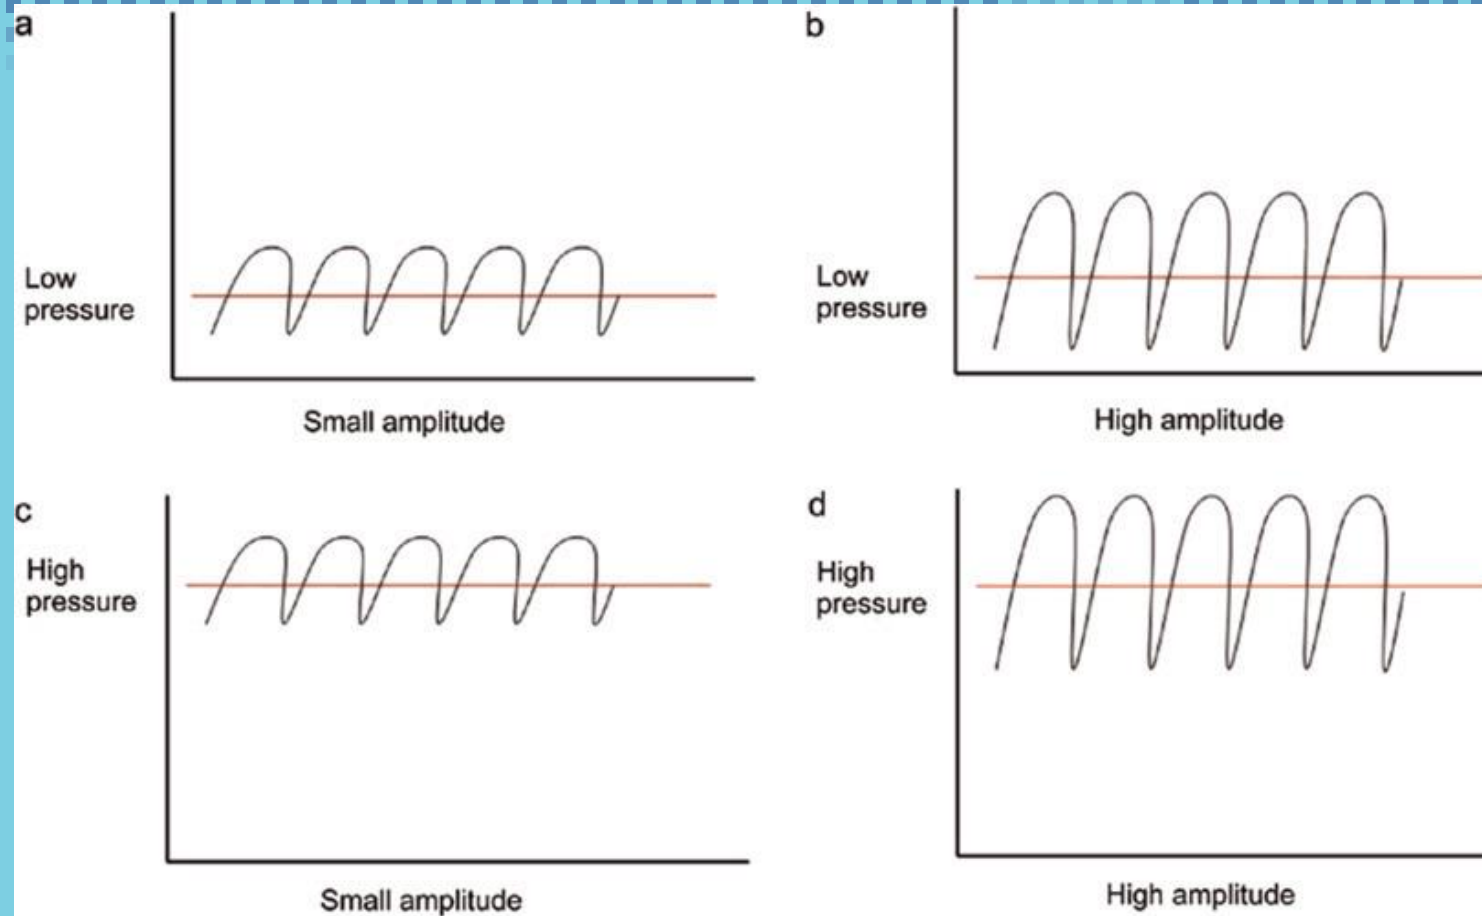 a
Low
pressure
Small amplitude
b
Low
pressure
High amplitude
c
High
pressure
Small amplitude
d
High
pressure
High amplitude